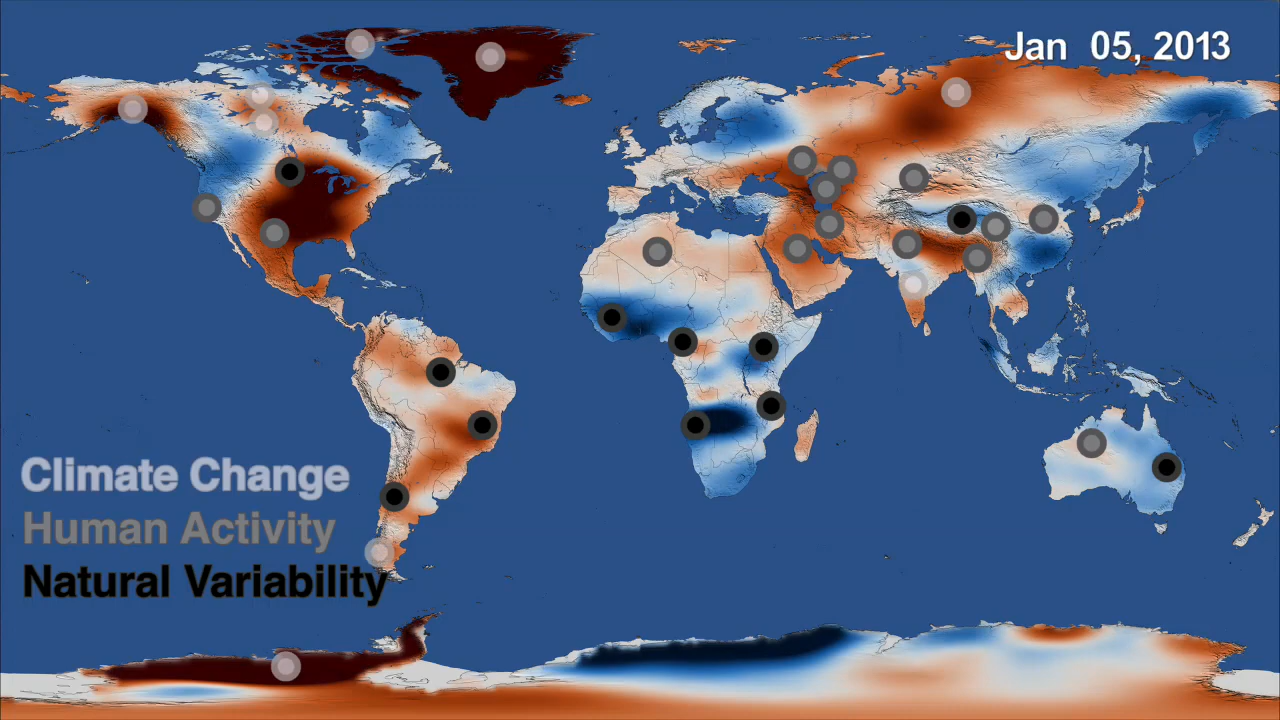 Jan 05, 2013
Climate Change
Human Activity
Natural Variability